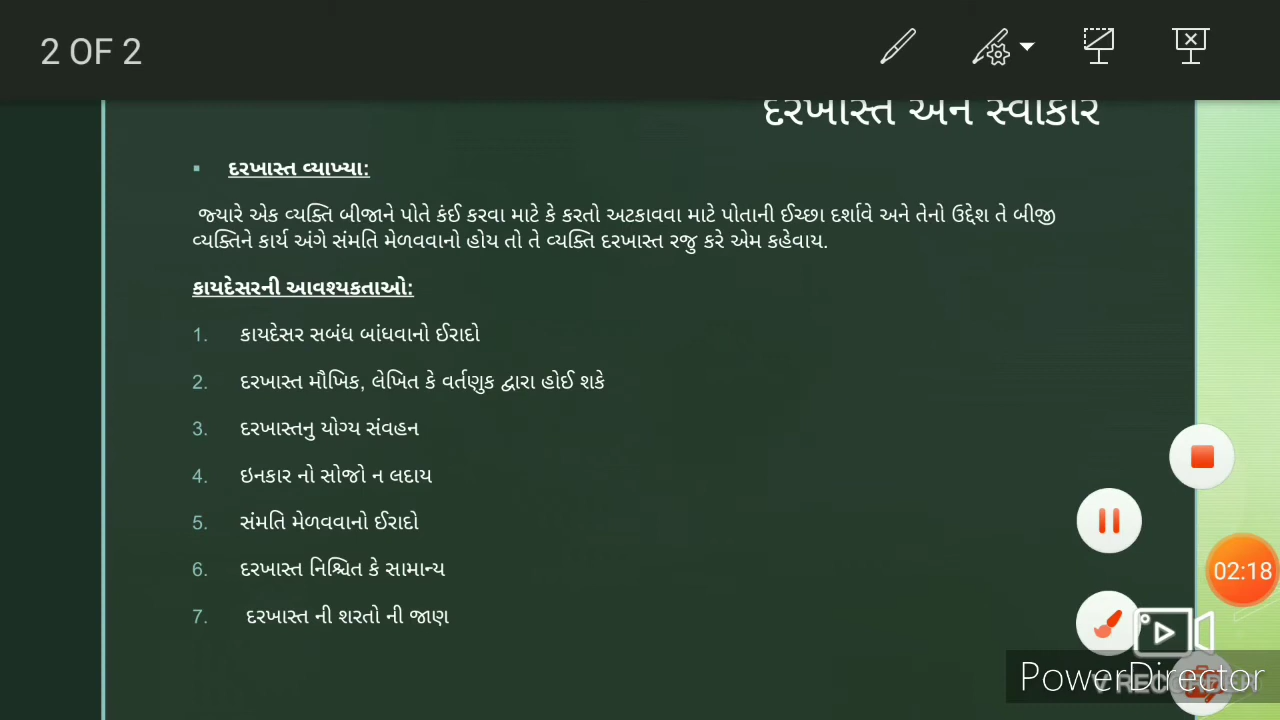 2 OF 2
દરખાસ્ત અને સ્વીકાર
▪ દરખાસ્ત વ્યાખ્યા:
જ્યારે એક વ્યક્તિ બીજાને પોતે કંઈ કરવા માટે કે કરતો અટકાવવા માટે પોતાની ઈચ્છા દર્શાવે અને તેનો ઉદ્દેશ તે બીજી
વ્યક્તિને કાર્ય અંગે સંમતિ મેળવવાનો હોય તો તે વ્યક્તિ દરખાસ્ત રજુ કરે એમ કહેવાય.
કાયદેસરની આવશ્યકતાઓ:
1. કાયદેસર સબંધ બાંધવાનો ઈરાદો
2. દરખાસ્ત મૌખિક, લેખિત કે વર્તણુક દ્વારા હોઈ શકે
3. દરખાસ્તનુ યોગ્ય સંવહન
4. ઇનકાર નો સોજો ન લદાય
5. સંમતિ મેળવવાનો ઈરાદો
6. દરખાસ્ત નિશ્ચિત કે સામાન્ય
7. દરખાસ્ત ની શરતો ની જાણ
02:18
PowerDirector
V RECORDER